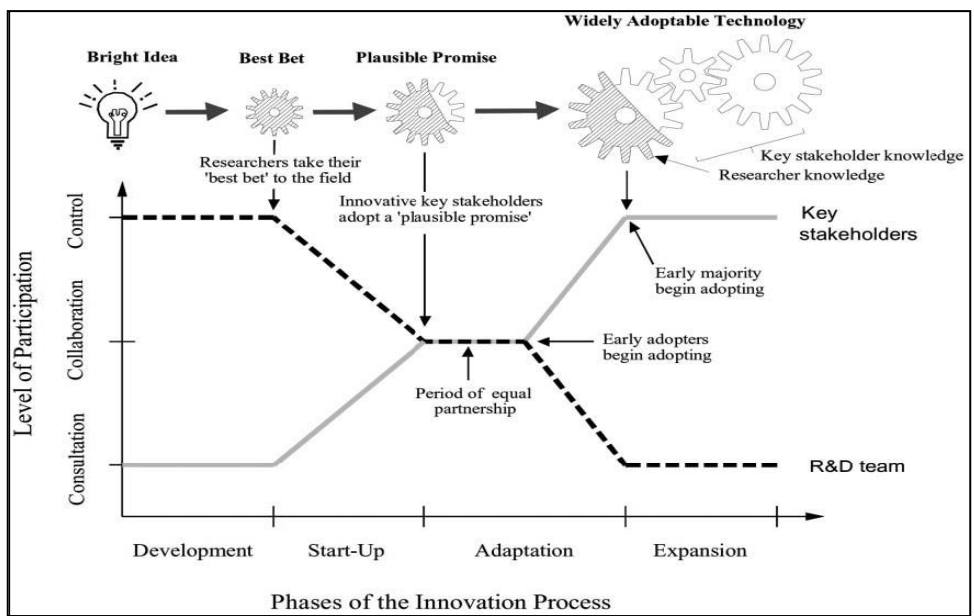 Widely Adoptable Technology
Bright Idea
Best Bet
Plausible Promise
Researchers take their
'best bet' to the field
Innovative key stakeholders
adopt a 'plausible promise'
Key stakeholder knowledge
Researcher knowledge
Level of Participation
Control
Collaboration
Consultation
Key
stakeholders
Early majority
begin adopting
Early adopters
begin adopting
Period of equal
partnership
R&D team
Development
Start-Up
Adaptation
Expansion
Phases of the Innovation Process